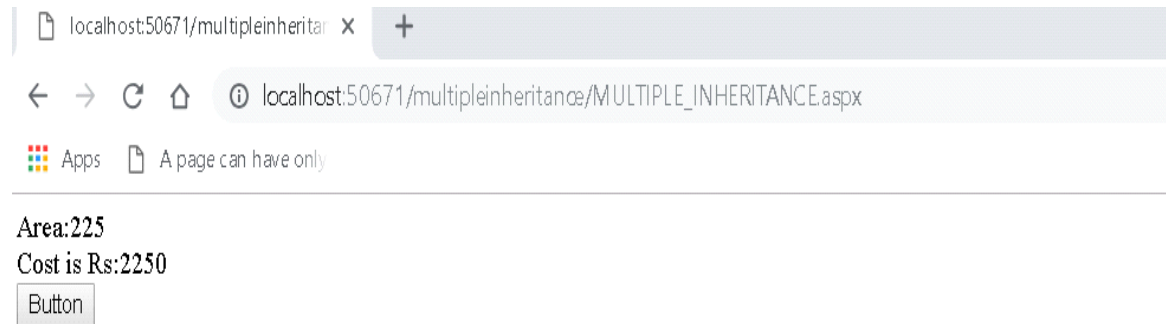 localhost:50671/multipleinheritan
localhost:50671/multipleinheritance/MULTIPLE_INHERITANCE.aspx
Apps A page can have only
Area:225
Cost is Rs:2250
Button